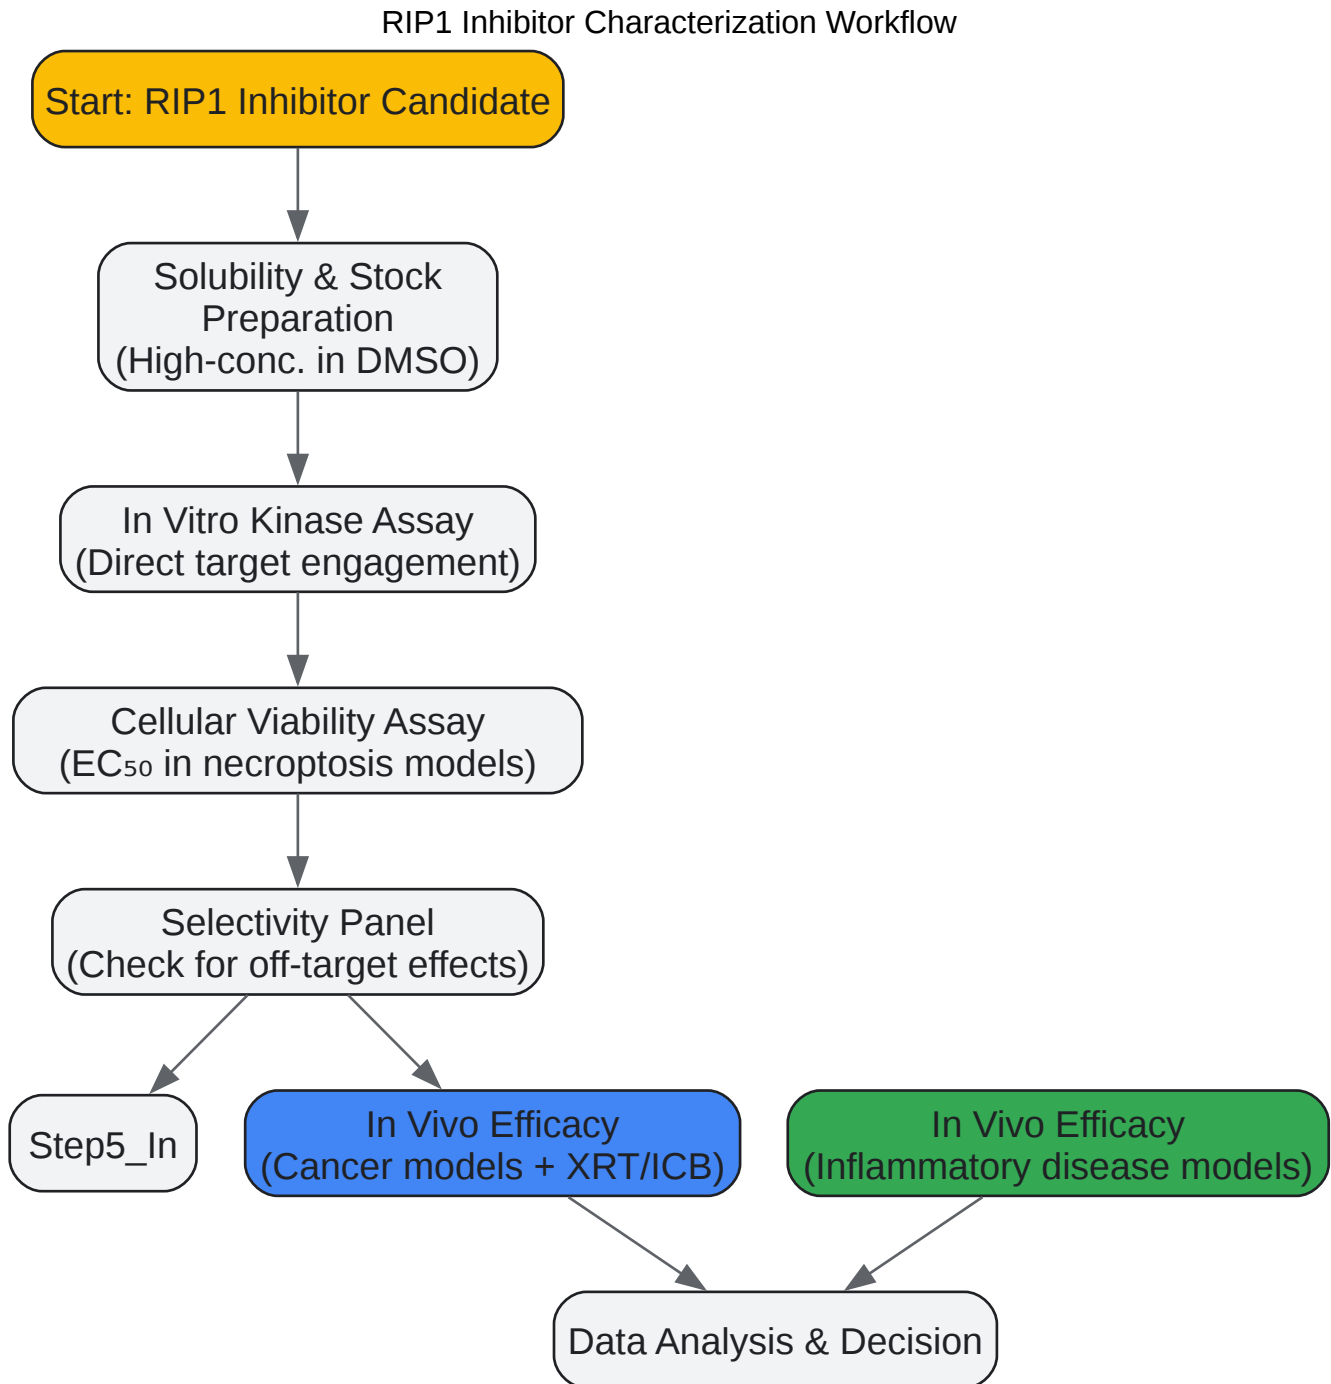 RIP1 Inhibitor Characterization Workflow
Start: RIP1 Inhibitor Candidate
Solubility & Stock
Preparation
(High-conc. in DMSO)
In Vitro Kinase Assay
(Direct target engagement)
Cellular Viability Assay
(EC₅₀ in necroptosis models)
Selectivity Panel
(Check for off-target effects)
Step5_In
In Vivo Efficacy
(Cancer models + XRT/ICB)
In Vivo Efficacy
(Inflammatory disease models)
Data Analysis & Decision